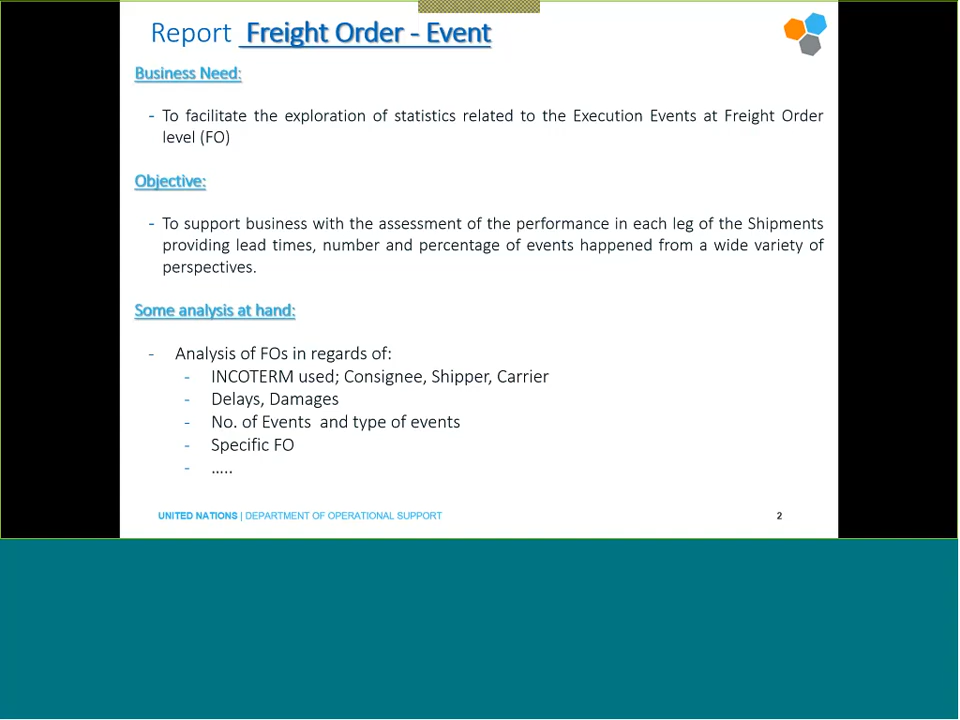 Report  Freight Order - Event
Business Need:
- To facilitate the exploration of statistics related to the Execution Events at Freight Order
level (FO)
Objective:
- To support business with the assessment of the performance in each leg of the Shipments
providing lead times, number and percentage of events happened from a wide variety of
perspectives.
Some analysis at hand:
- Analysis of FOs in regards of:
- INCOTERM used; Consignee, Shipper, Carrier
- Delays, Damages
- No. of Events  and type of events
- Specific FO
- .....
UNITED NATIONS | DEPARTMENT OF OPERATIONAL SUPPORT
2